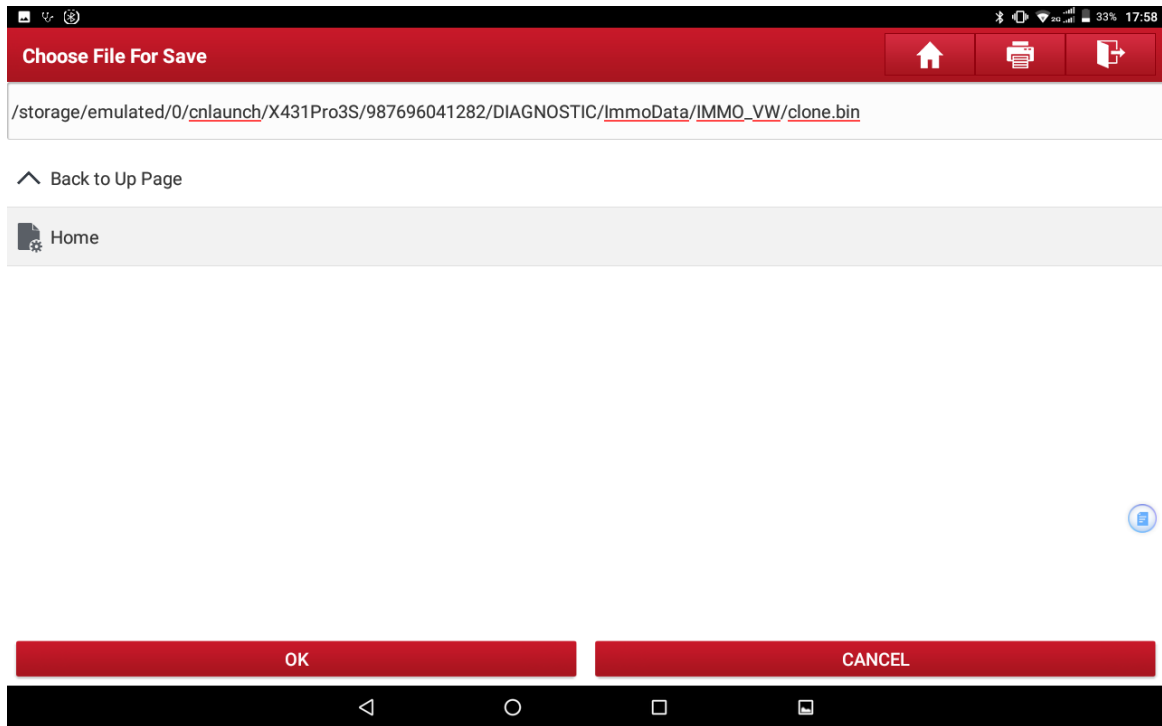 2G 33% 17:58
Choose File For Save
/storage/emulated/0/cnlaunch/X431Pro3S/987696041282/DIAGNOSTIC/ImmoData/IMMO_VW/clone.bin
Back to Up Page
Home
OK CANCEL